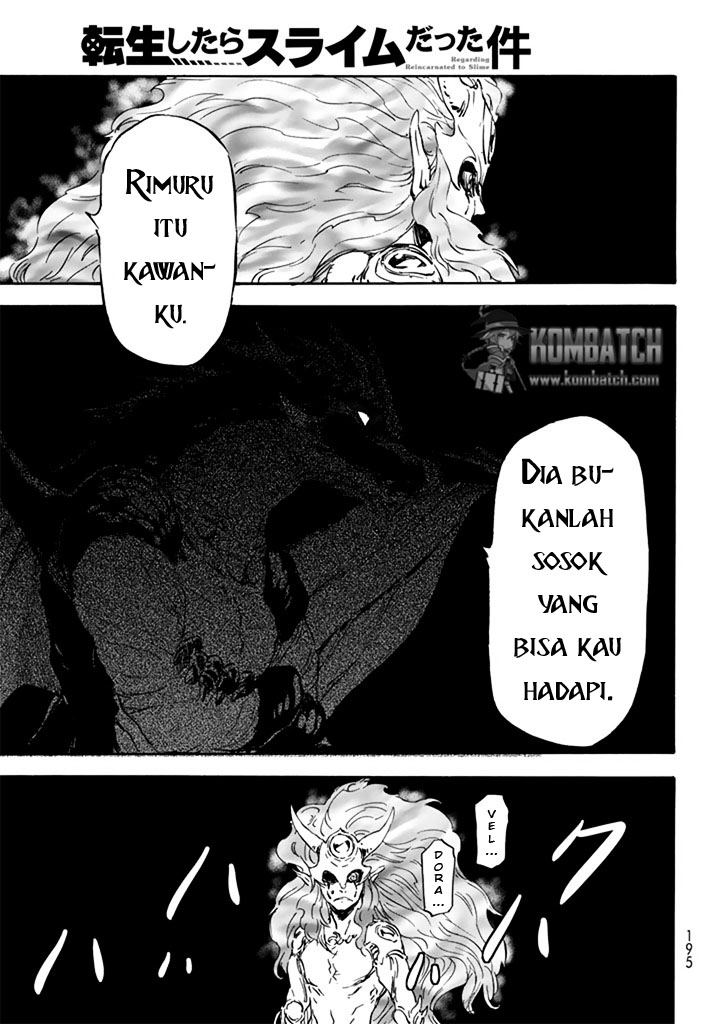 転生したらスライムだった件
Regarding
Reincarnated to Slime
RIMURU
ITU
KAWAN-
KU.
KOMBATCH
www.kombatch.com
DIA BU-
KANLAH
SOSOK
YANG
BISA KAU
HADAPI.
VEL...
DORA...
ハハハハ
195